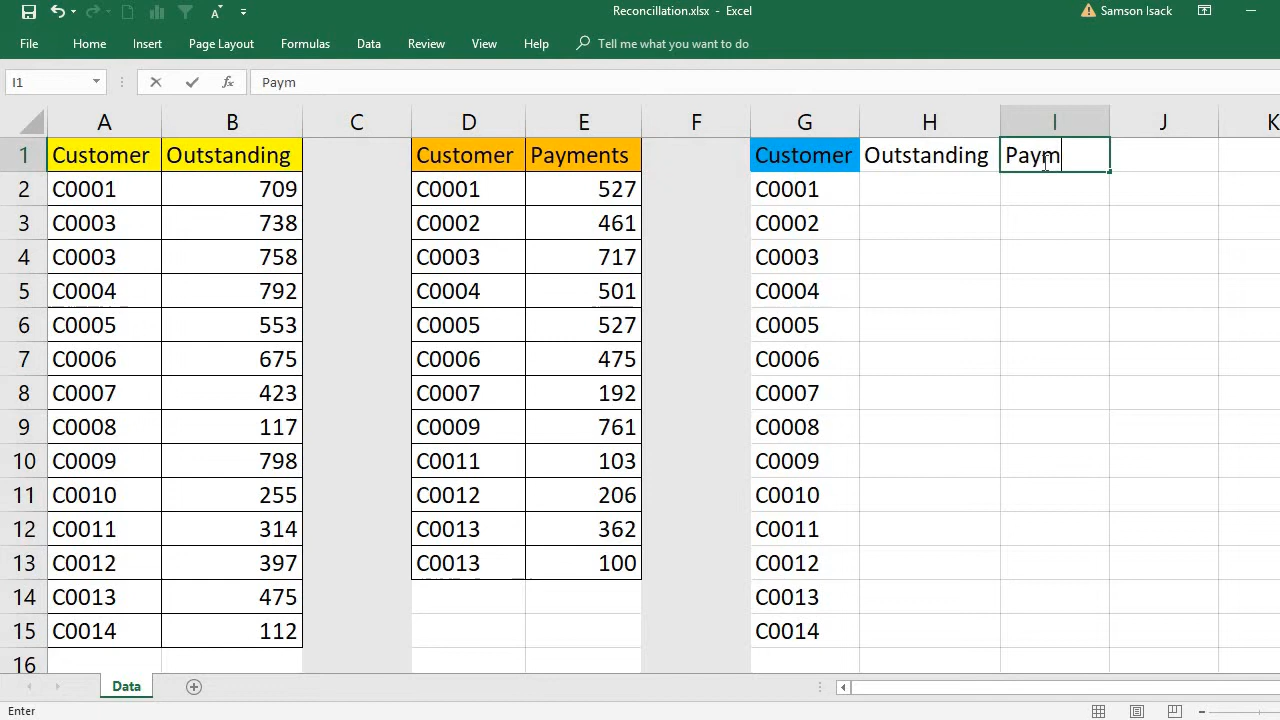 Reconcillation.xlsx - Excel
Samson Isack
File Home Insert Page Layout Formulas Data Review View Help Tell me what you want to do
I1 fx Paym
A B C D E F G H I J K
1 Customer Outstanding Customer Payments Customer Outstanding Paym
2 C0001 709 C0001 527 C0001
3 C0003 738 C0002 461 C0002
4 C0003 758 C0003 717 C0003
5 C0004 792 C0004 501 C0004
6 C0005 553 C0005 527 C0005
7 C0006 675 C0006 475 C0006
8 C0007 423 C0007 192 C0007
9 C0008 117 C0009 761 C0008
10 C0009 798 C0011 103 C0009
11 C0010 255 C0012 206 C0010
12 C0011 314 C0013 362 C0011
13 C0012 397 C0013 100 C0012
14 C0013 475 C0013
15 C0014 112 C0014
16
Data
Enter